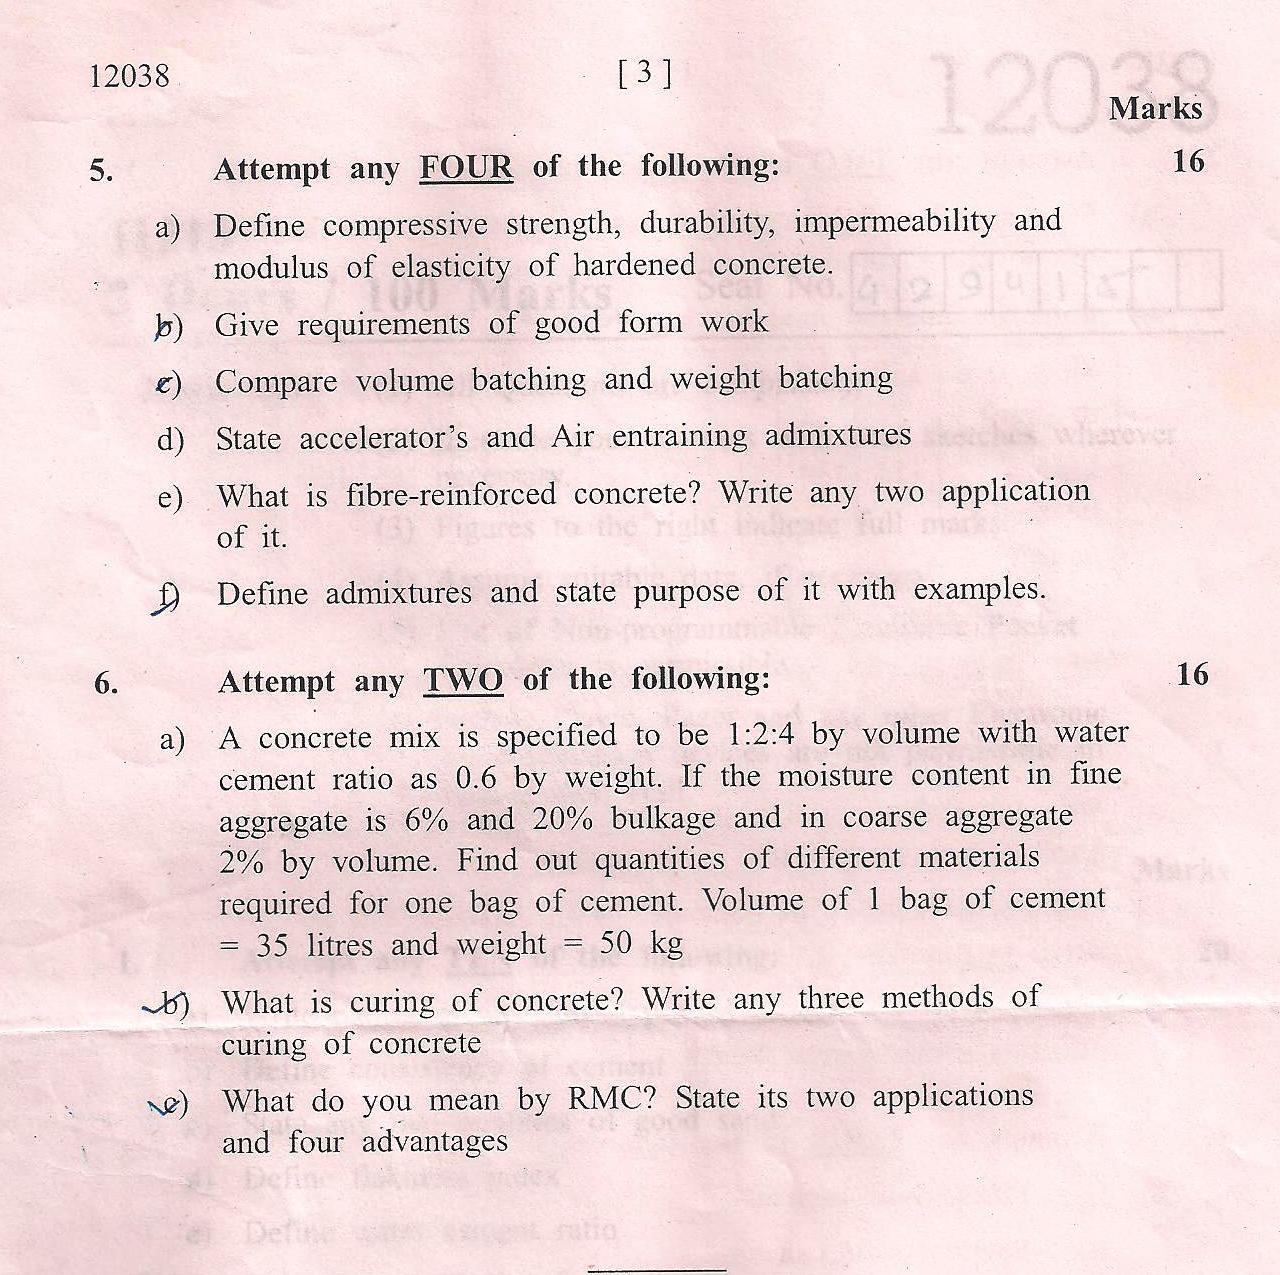 12038
[ 3 ]
12038
Marks
5. Attempt any FOUR of the following: 16
a) Define compressive strength, durability, impermeability and
modulus of elasticity of hardened concrete.
b) Give requirements of good form work
c) Compare volume batching and weight batching
d) State accelerator's and Air entraining admixtures
e) What is fibre-reinforced concrete? Write any two application
of it.
f) Define admixtures and state purpose of it with examples.
6. Attempt any TWO of the following: 16
a) A concrete mix is specified to be 1:2:4 by volume with water
cement ratio as 0.6 by weight. If the moisture content in fine
aggregate is 6% and 20% bulkage and in coarse aggregate
2% by volume. Find out quantities of different materials
required for one bag of cement. Volume of 1 bag of cement
= 35 litres and weight = 50 kg
b) What is curing of concrete? Write any three methods of
curing of concrete
c) What do you mean by RMC? State its two applications
and four advantages